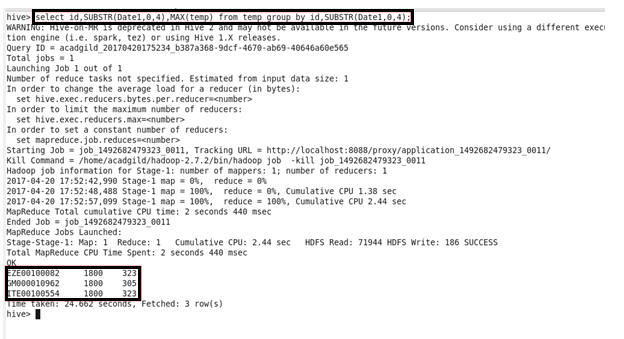 hive> select id,SUBSTR(Date1,0,4),MAX(temp) from temp group by id,SUBSTR(Date1,0,4);
WARNING: Hive-on-MR is deprecated in Hive 2 and may not be available in the future versions. Consider using a different execu
tion engine (i.e. spark, tez) or using Hive 1.X releases.
Query ID = acadgild_20170420175234_b387a368-9dcf-4670-ab69-40646a60e565
Total jobs = 1
Launching Job 1 out of 1
Number of reduce tasks not specified. Estimated from input data size: 1
In order to change the average load for a reducer (in bytes):
set hive.exec.reducers.bytes.per.reducer=<number>
In order to limit the maximum number of reducers:
set hive.exec.reducers.max=<number>
In order to set a constant number of reducers:
set mapreduce.job.reduces=<number>
Starting Job = job_1492682479323_0011, Tracking URL = http://localhost:8088/proxy/application_1492682479323_0011/
Kill Command = /home/acadgild/hadoop-2.7.2/bin/hadoop job  -kill job_1492682479323_0011
Hadoop job information for Stage-1: number of mappers: 1; number of reducers: 1
2017-04-20 17:52:42,990 Stage-1 map = 0%,  reduce = 0%
2017-04-20 17:52:48,488 Stage-1 map = 100%,  reduce = 0%, Cumulative CPU 1.38 sec
2017-04-20 17:52:57,099 Stage-1 map = 100%,  reduce = 100%, Cumulative CPU 2.44 sec
MapReduce Total cumulative CPU time: 2 seconds 440 msec
Ended Job = job_1492682479323_0011
MapReduce Jobs Launched:
Stage-Stage-1: Map: 1  Reduce: 1   Cumulative CPU: 2.44 sec   HDFS Read: 71944 HDFS Write: 186 SUCCESS
Total MapReduce CPU Time Spent: 2 seconds 440 msec
OK
EZE00100082 1800 323
GM000010962 1800 305
ITE00100554 1800 323
Time taken: 24.662 seconds, Fetched: 3 row(s)
hive>